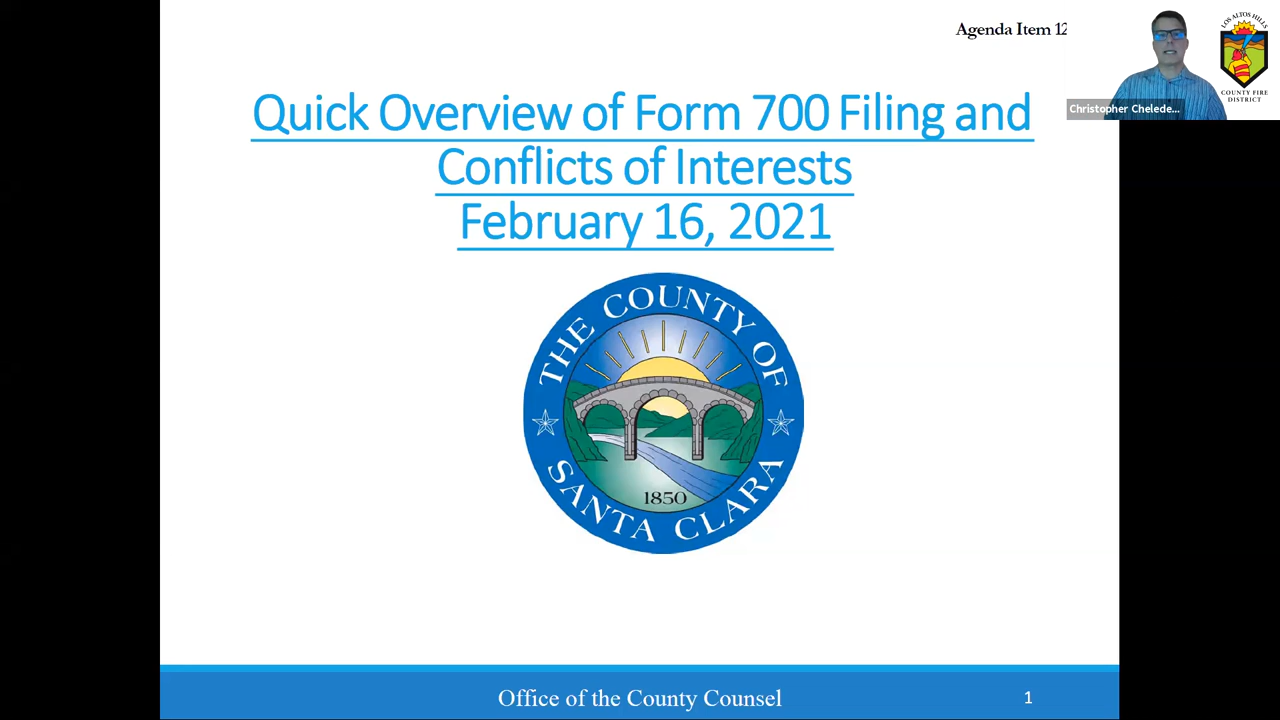 Agenda Item 12
LOS ALTOS HILLS
COUNTY FIRE
DISTRICT
Christopher Chelede...
Quick Overview of Form 700 Filing and
Conflicts of Interests
February 16, 2021
THE COUNTY OF
SANTA CLARA
1850
Office of the County Counsel
1